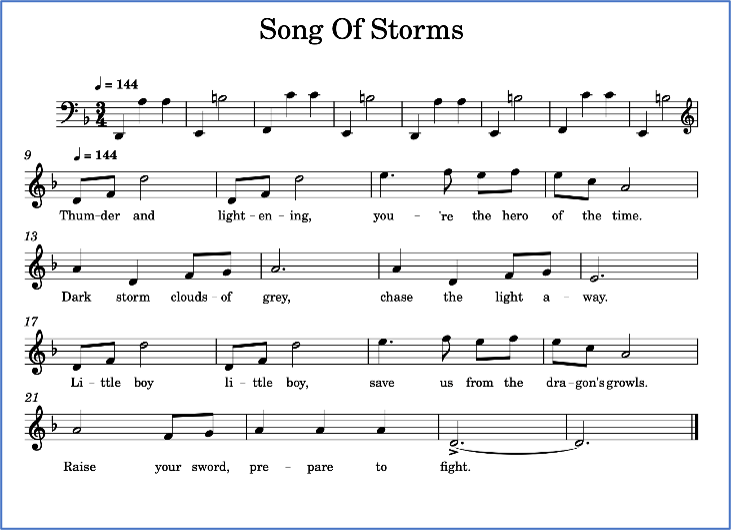 Song Of Storms
♩ = 144
3
4
9
♩ = 144
Thum-der and light-en-ing, you - 're the hero of the time.
13
Dark storm clouds-of grey, chase the light a - way.
17
Li - ttle boy li - ttle boy, save us from the dra-gon's growls.
21
Raise your sword, pre - pare to fight.